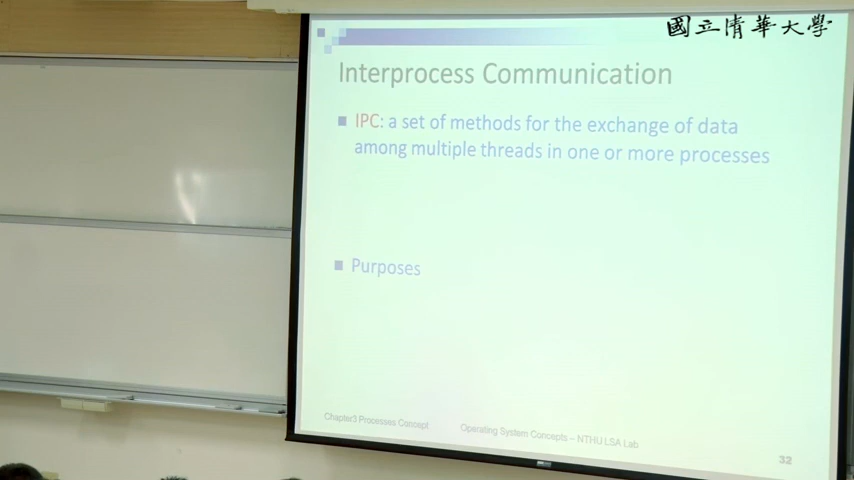 國立清華大學
Interprocess Communication
IPC: a set of methods for the exchange of data
among multiple threads in one or more processes
Purposes
Chapter3 Processes Concept
Operating System Concepts – NTHU LSA Lab
32